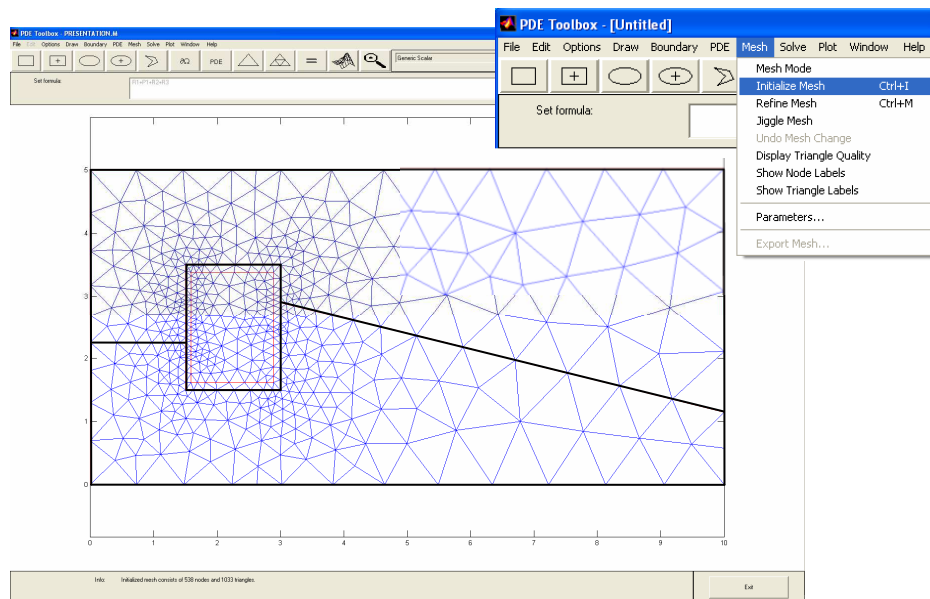 PDE Toolbox - PRESENTATION.M
File Edit Options Draw Boundary PDE Mesh Solve Plot Window Help
+ + ∂Ω PDE = Generic Scalar
Set formula: R1+P1+R2+R3
PDE Toolbox - [Untitled]
File Edit Options Draw Boundary PDE Mesh Solve Plot Window Help
+ +
Set formula:
Mesh Mode
Initialize Mesh Ctrl+I
Refine Mesh Ctrl+M
Jiggle Mesh
Undo Mesh Change
Display Triangle Quality
Show Node Labels
Show Triangle Labels
Parameters...
Export Mesh...
5
4
3
2
1
0
0 1 2 3 4 5 6 7 8 9 10
Info: Initialized mesh consists of 538 nodes and 1033 triangles.
Exit